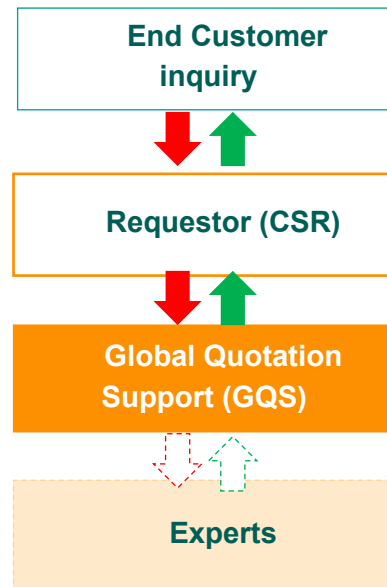 End Customer
inquiry
Requestor (CSR)
Global Quotation
Support (GQS)
Experts